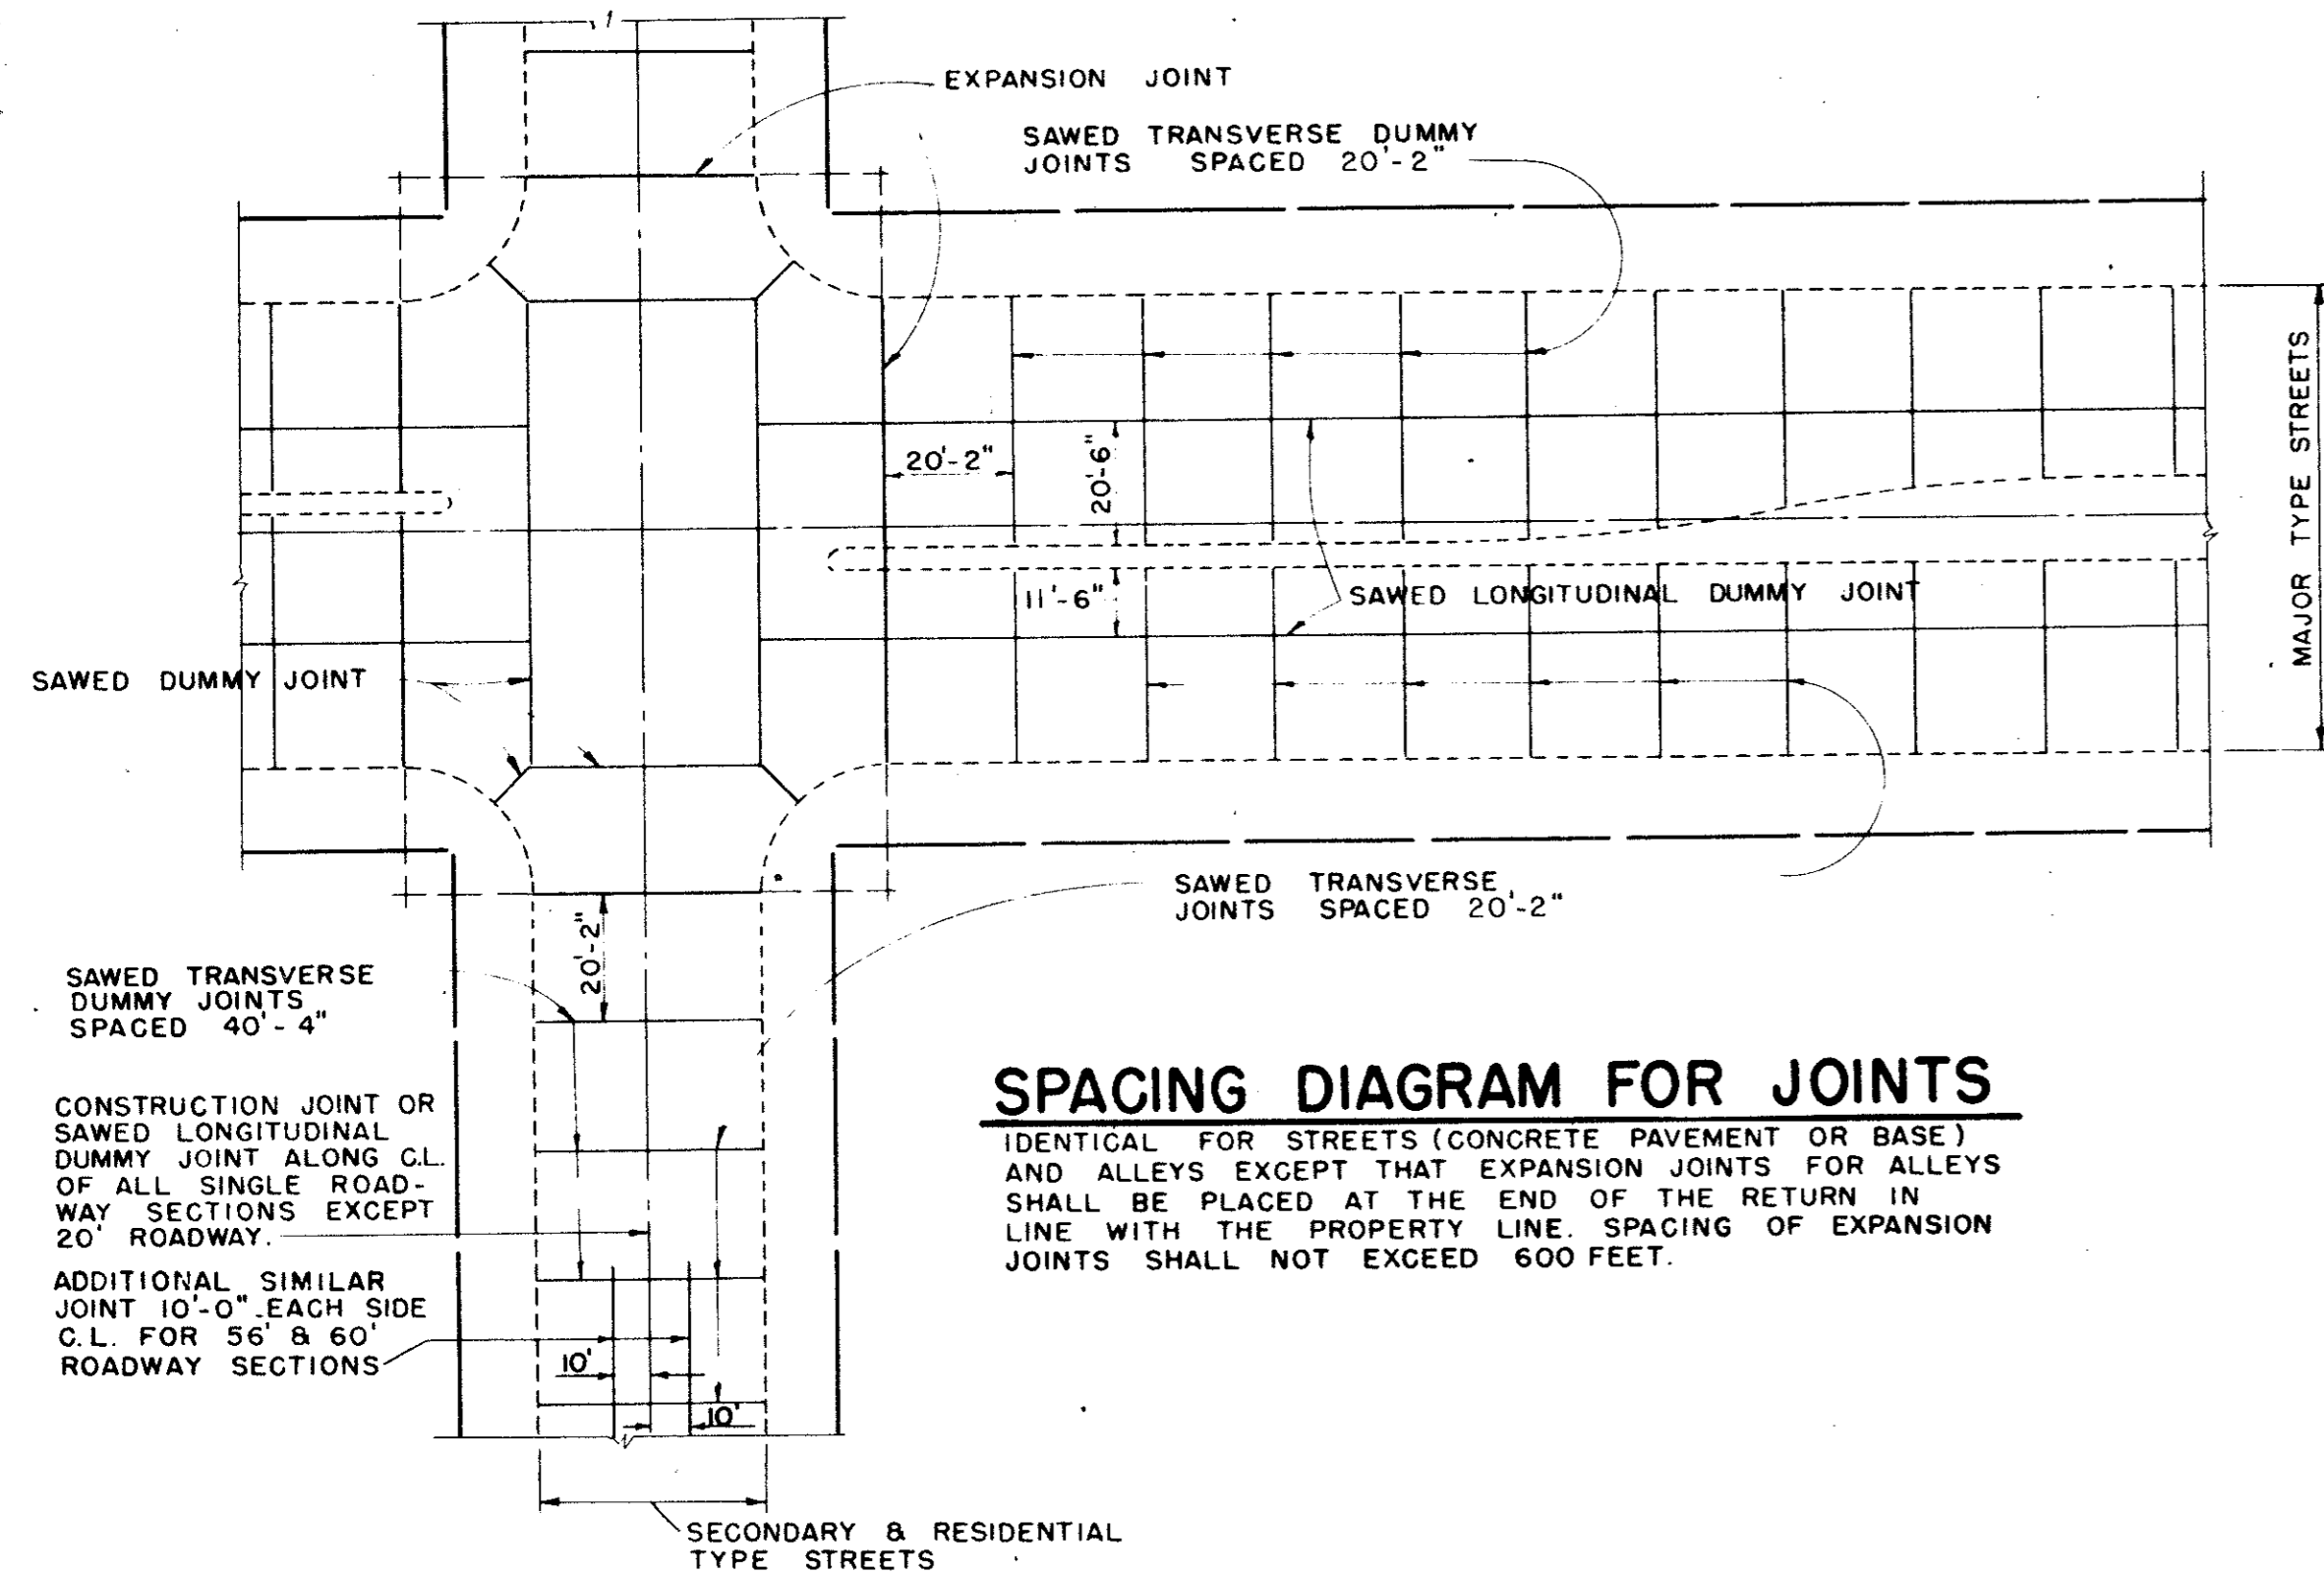 EXPANSION JOINT
SAWED TRANSVERSE DUMMY
JOINTS SPACED 20'-2"
MAJOR TYPE STREETS
20'-2"
20'-6"
11'-6"
SAWED LONGITUDINAL DUMMY JOINT
SAWED DUMMY JOINT
SAWED TRANSVERSE
JOINTS SPACED 20'-2"
20'-2"
SAWED TRANSVERSE
DUMMY JOINTS
SPACED 40'-4"
CONSTRUCTION JOINT OR
SAWED LONGITUDINAL
DUMMY JOINT ALONG C.L.
OF ALL SINGLE ROAD-
WAY SECTIONS EXCEPT
20' ROADWAY.
ADDITIONAL SIMILAR
JOINT 10'-0" EACH SIDE
C.L. FOR 56' & 60'
ROADWAY SECTIONS
10'
10'
SECONDARY & RESIDENTIAL
TYPE STREETS
SPACING DIAGRAM FOR JOINTS
IDENTICAL FOR STREETS (CONCRETE PAVEMENT OR BASE)
AND ALLEYS EXCEPT THAT EXPANSION JOINTS FOR ALLEYS
SHALL BE PLACED AT THE END OF THE RETURN IN
LINE WITH THE PROPERTY LINE. SPACING OF EXPANSION
JOINTS SHALL NOT EXCEED 600 FEET.